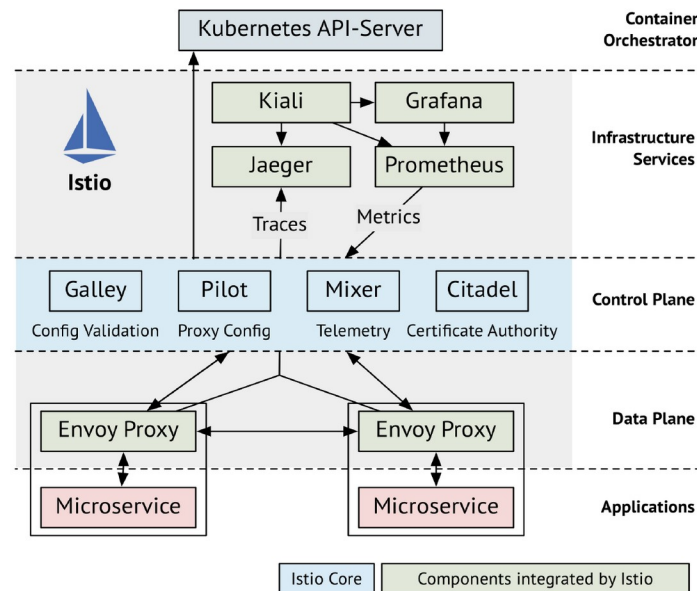 Kubernetes API-Server
Container
Orchestrator
Kiali
Grafana
Infrastructure
Services
Istio
Jaeger
Prometheus
Traces
Metrics
Galley
Pilot
Mixer
Citadel
Control Plane
Config Validation
Proxy Config
Telemetry
Certificate Authority
Envoy Proxy
Envoy Proxy
Data Plane
Microservice
Microservice
Applications
Istio Core
Components integrated by Istio